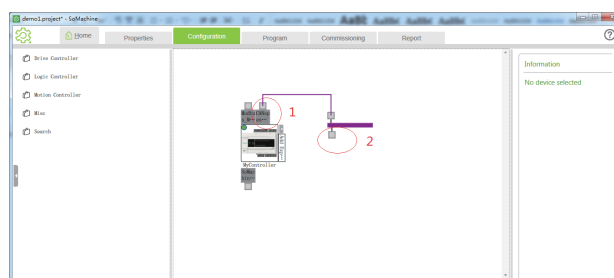 demo1.project* - SoMachine
Home
Properties
Configuration
Program
Commissioning
Report
Drive Controller
Logic Controller
Motion Controller
Misc
Search
1
2
MyController
Information
No device selected